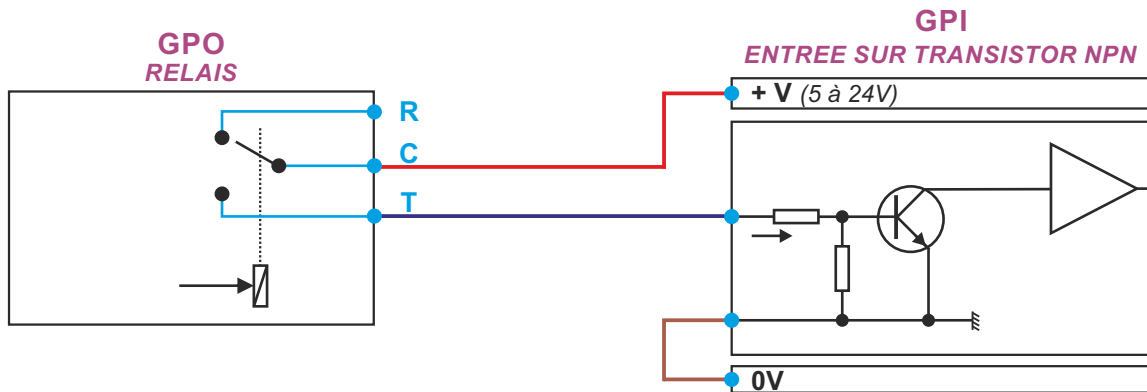 GPO
RELAIS
R
C
T
GPI
ENTREE SUR TRANSISTOR NPN
+ V (5 à 24V)
0V